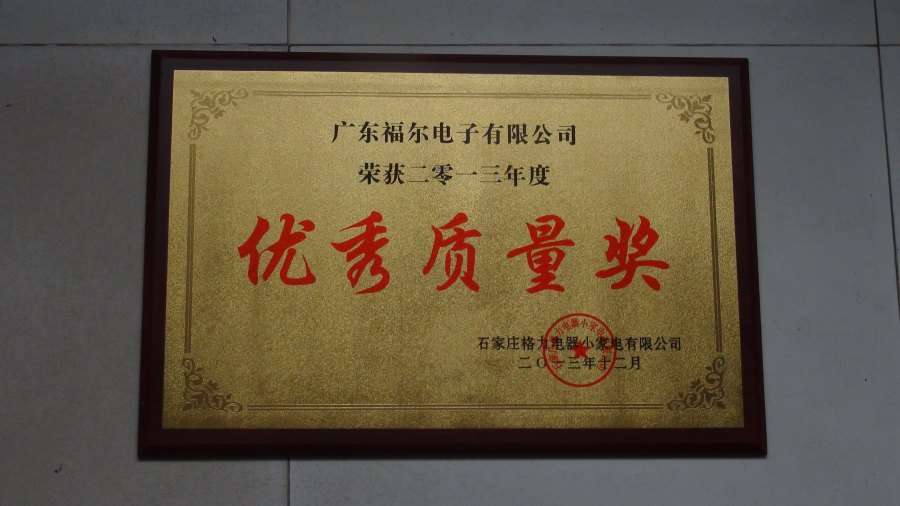 广东福尔电子有限公司
荣获二零一三年度
优秀质量奖
石家庄格力电器小家电有限公司
二〇一三年十二月